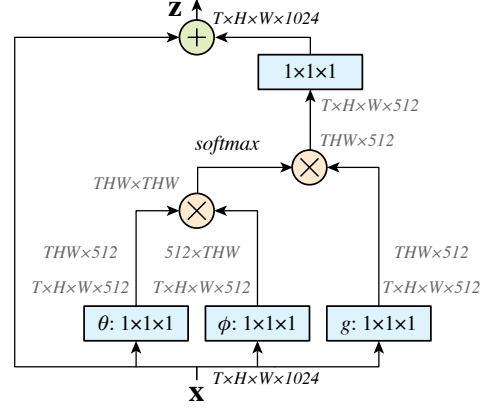 z T×H×W×1024
1×1×1
T×H×W×512
softmax THW×512
THW×THW
THW×512 512×THW THW×512
T×H×W×512 T×H×W×512 T×H×W×512
θ: 1×1×1 ϕ: 1×1×1 g: 1×1×1
x T×H×W×1024